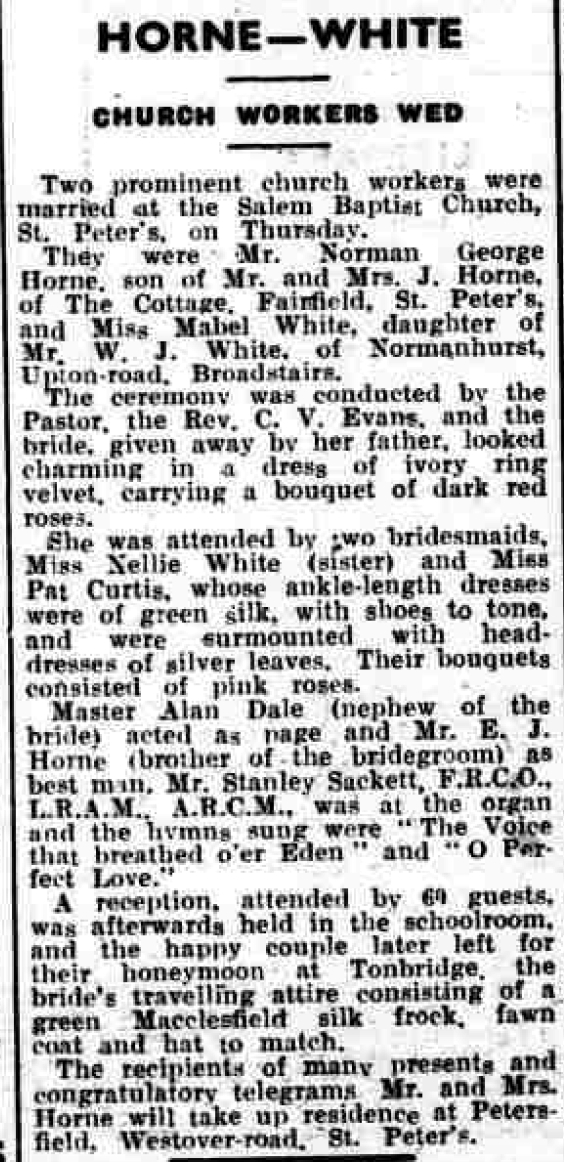 HORNE—WHITE
CHURCH WORKERS WED
Two prominent church workers were
married at the Salem Baptist Church,
St. Peter's, on Thursday.
They were Mr. Norman George
Horne, son of Mr. and Mrs. J. Horne,
of The Cottage, Fairfield, St. Peter's,
and Miss Mabel White, daughter of
Mr. W. J. White, of Normanhurst,
Upton-road, Broadstairs.
The ceremony was conducted by the
Pastor, the Rev. C. V. Evans, and the
bride, given away by her father, looked
charming in a dress of ivory ring
velvet, carrying a bouquet of dark red
roses.
She was attended by two bridesmaids,
Miss Nellie White (sister) and Miss
Pat Curtis, whose ankle-length dresses
were of green silk, with shoes to tone,
and were surmounted with head-
dresses of silver leaves. Their bouquets
consisted of pink roses.
Master Alan Dale (nephew of the
bride) acted as page and Mr. E. J.
Horne (brother of the bridegroom) as
best man. Mr. Stanley Sackett, F.R.C.O.,
L.R.A.M., A.R.C.M., was at the organ
and the hymns sung were "The Voice
that breathed o'er Eden" and "O Per-
fect Love."
A reception, attended by guests,
was afterwards held in the schoolroom,
and the happy couple later left for
their honeymoon at Tonbridge, the
bride's travelling attire consisting of a
green Macclesfield silk frock, fawn
coat and hat to match.
The recipients of many presents and
congratulatory telegrams Mr. and Mrs.
Horne will take up residence at Peters-
field, Westover-road, St. Peter's.